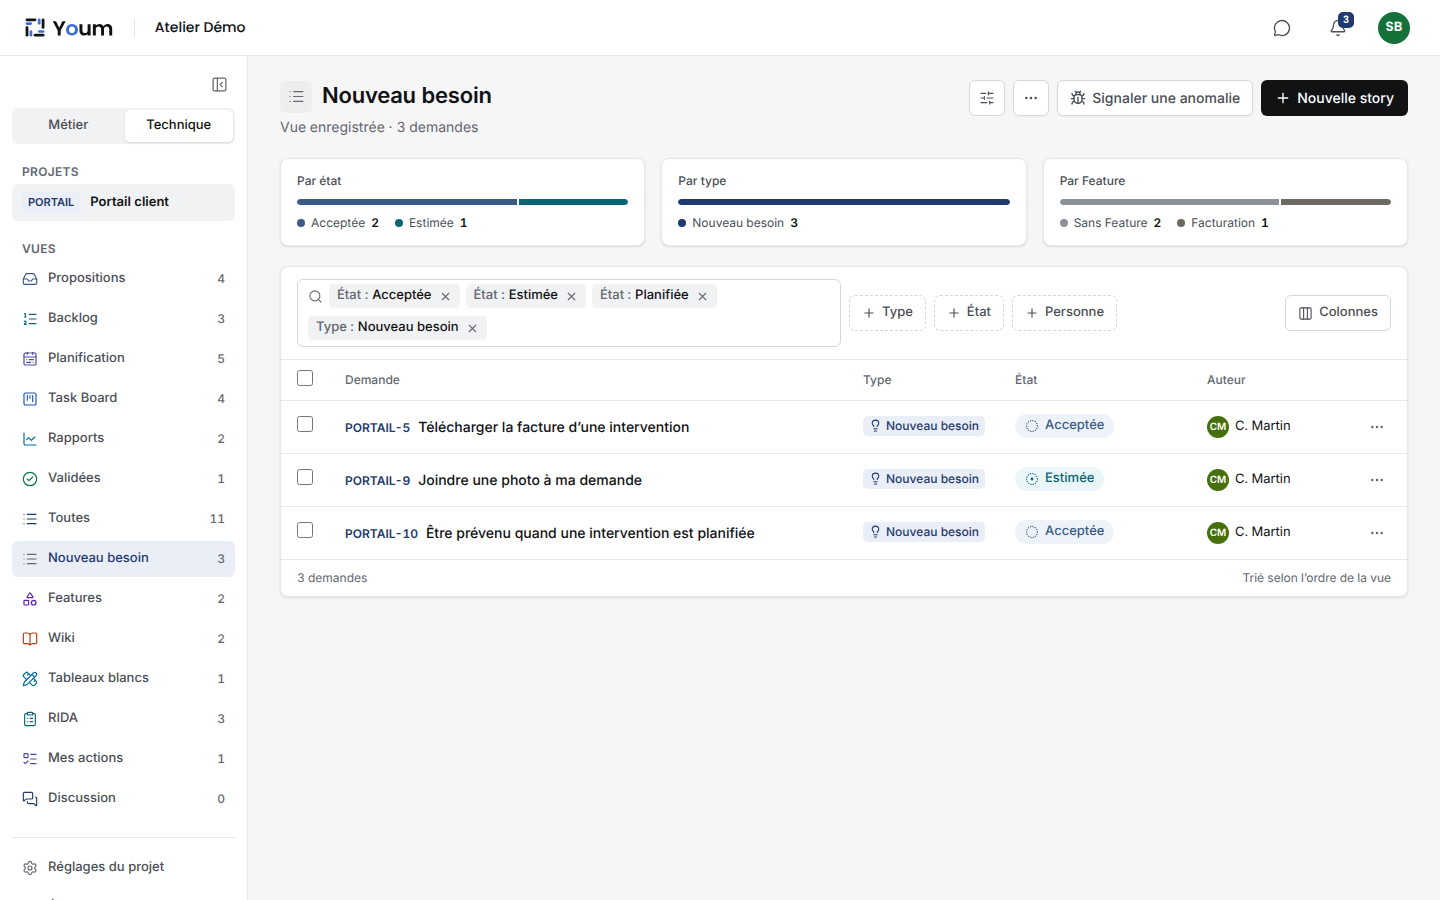 Youm
Atelier Démo
3
SB
Métier
Technique
PROJETS
PORTAIL Portail client
VUES
Propositions 4
Backlog 3
Planification 5
Task Board 4
Rapports 2
Validées 1
Toutes 11
Nouveau besoin 3
Features 2
Wiki 2
Tableaux blancs 1
RIDA 3
Mes actions 1
Discussion 0
Réglages du projet
Nouveau besoin
Vue enregistrée · 3 demandes
Signaler une anomalie
Nouvelle story
Par état
Acceptée 2 Estimée 1
Par type
Nouveau besoin 3
Par Feature
Sans Feature 2 Facturation 1
État : Acceptée État : Estimée État : Planifiée
Type : Nouveau besoin
Type
État
Personne
Colonnes
Demande Type État Auteur
PORTAIL-5 Télécharger la facture d’une intervention Nouveau besoin Acceptée CM C. Martin
PORTAIL-9 Joindre une photo à ma demande Nouveau besoin Estimée CM C. Martin
PORTAIL-10 Être prévenu quand une intervention est planifiée Nouveau besoin Acceptée CM C. Martin
3 demandes
Trié selon l’ordre de la vue